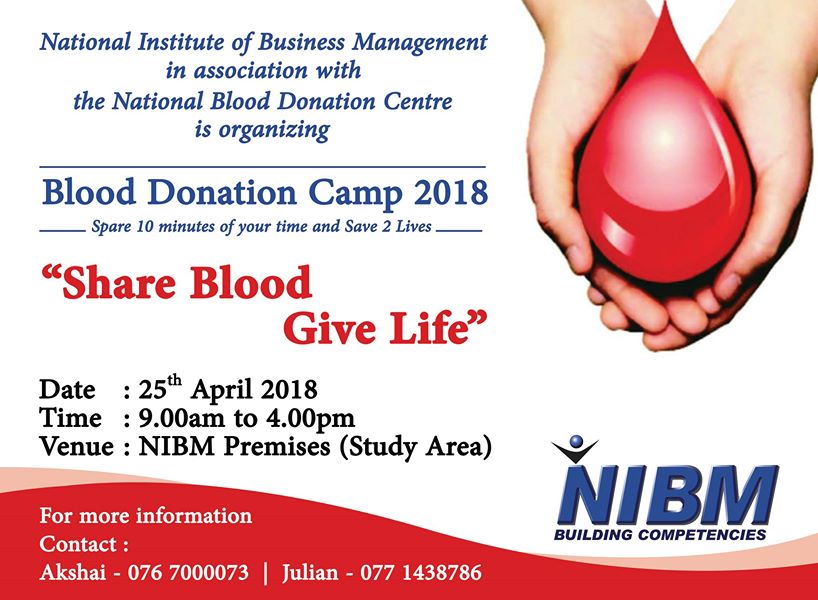 National Institute of Business Management
in association with
the National Blood Donation Centre
is organizing
Blood Donation Camp 2018
Spare 10 minutes of your time and Save 2 Lives
“Share Blood
Give Life”
Date : 25th April 2018
Time : 9.00am to 4.00pm
Venue : NIBM Premises (Study Area)
NIBM
BUILDING COMPETENCIES
For more information
Contact :
Akshai - 076 7000073 | Julian - 077 1438786